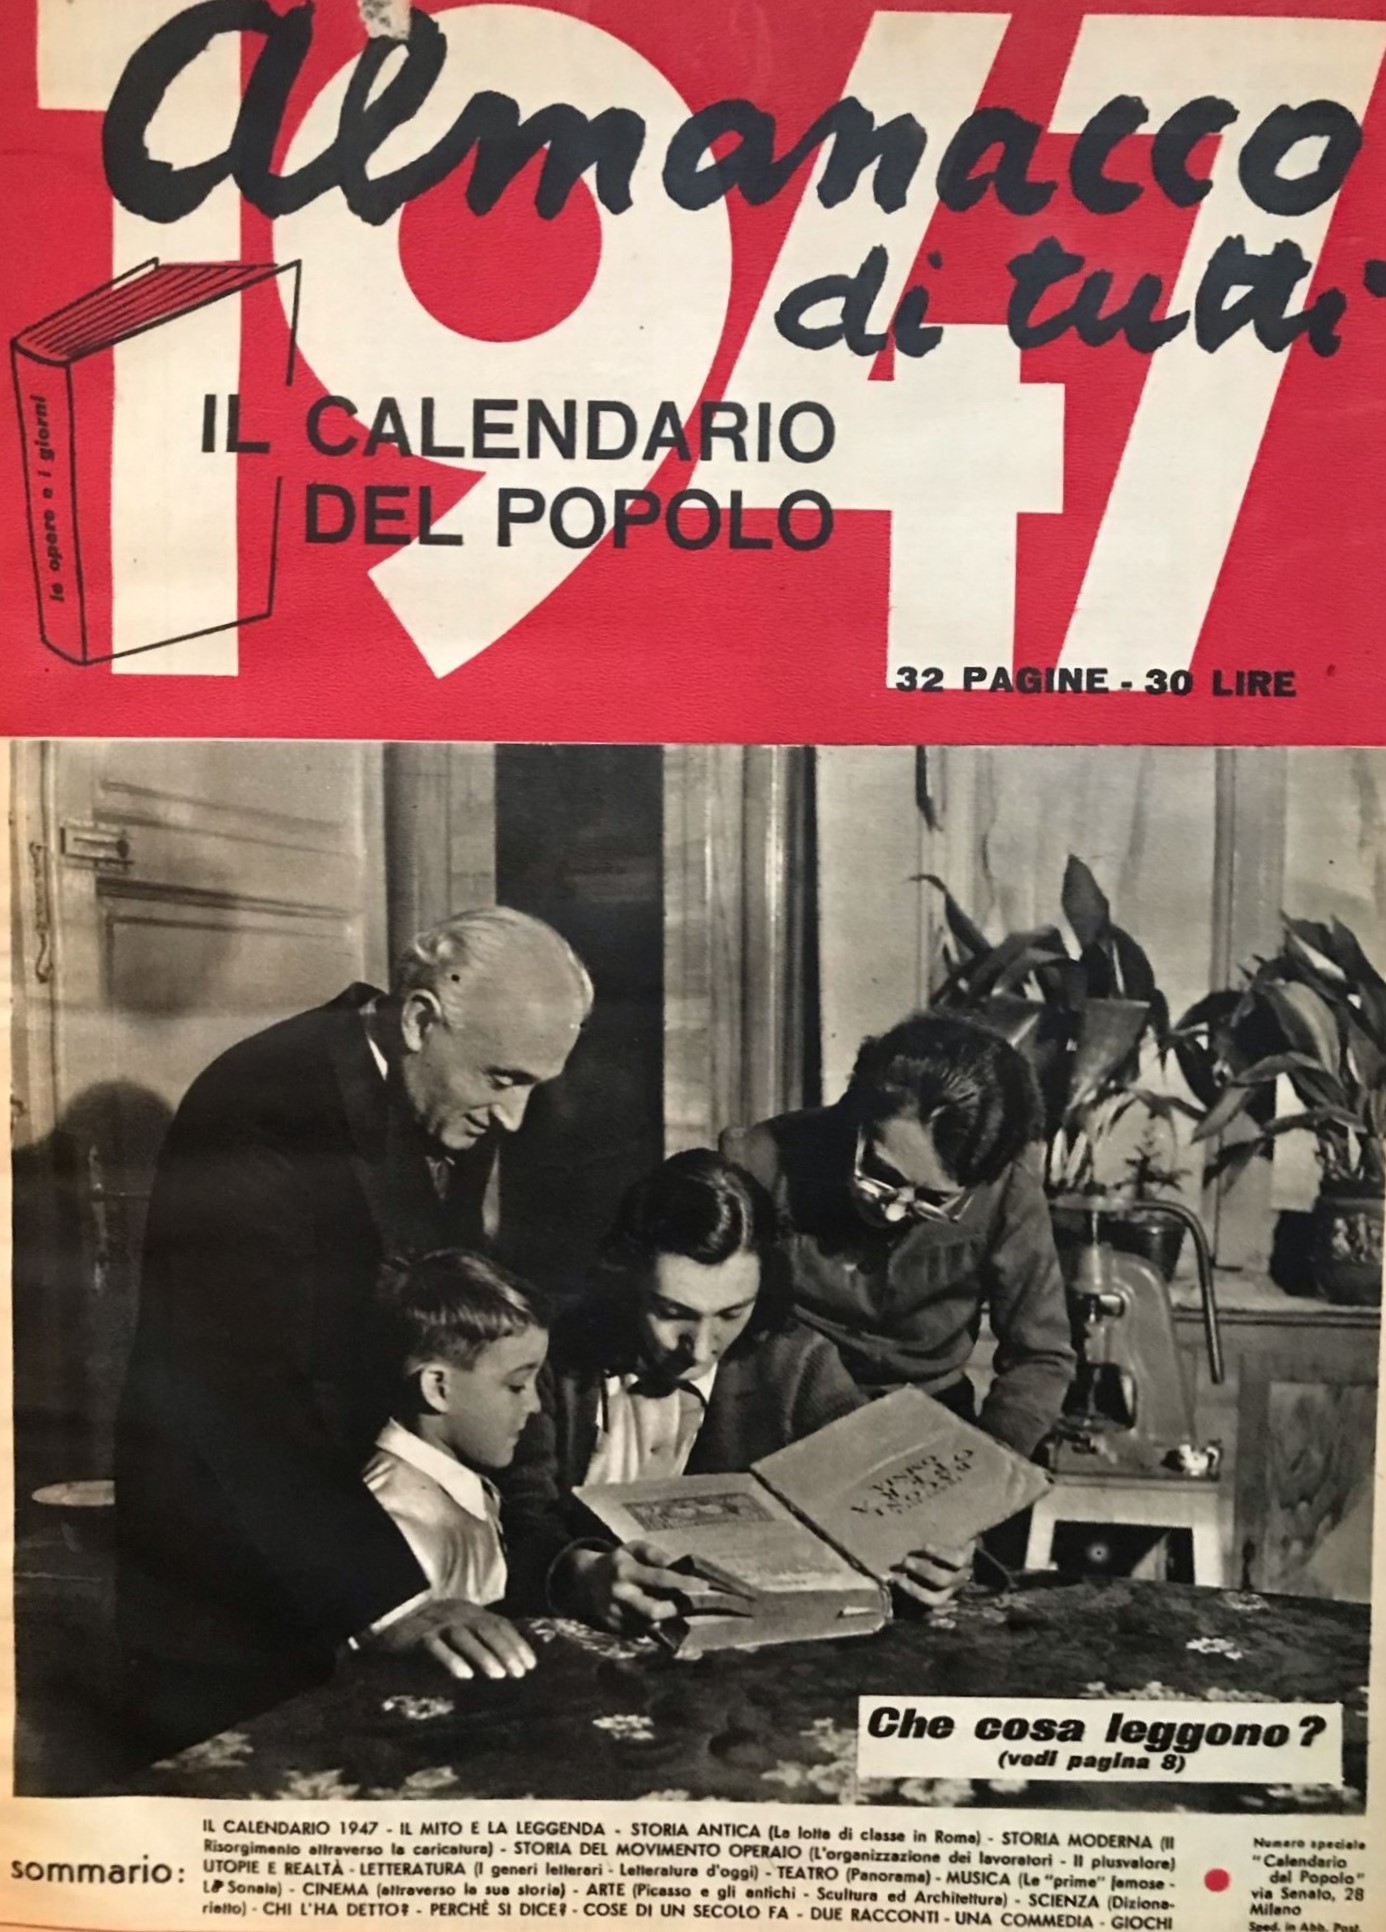 1947
Almanacco
di tutti
le opere e i giorni
IL CALENDARIO
DEL POPOLO
32 PAGINE - 30 LIRE
Che cosa leggono?
(vedi pagina 8)
sommario:
IL CALENDARIO 1947 - IL MITO E LA LEGGENDA - STORIA ANTICA (La lotta di classe in Roma) - STORIA MODERNA (Il
Risorgimento attraverso la caricatura) - STORIA DEL MOVIMENTO OPERAIO (L'organizzazione dei lavoratori - Il plusvalore)
UTOPIE E REALTÀ - LETTERATURA (I generi letterari - Letteratura d'oggi) - TEATRO (Panorama) - MUSICA (Le "prime" famose -
La Sonata) - CINEMA (attraverso la sua storia) - ARTE (Picasso e gli antichi - Scultura ed Architettura) - SCIENZA (Diziona-
rietto) - CHI L'HA DETTO? - PERCHÈ SI DICE? - COSE DI UN SECOLO FA - DUE RACCONTI - UNA COMMEDIA - GIOCHI
Numero speciale
"Calendario
del Popolo"
via Senato, 28
Milano
Sped. in Abb. Post.